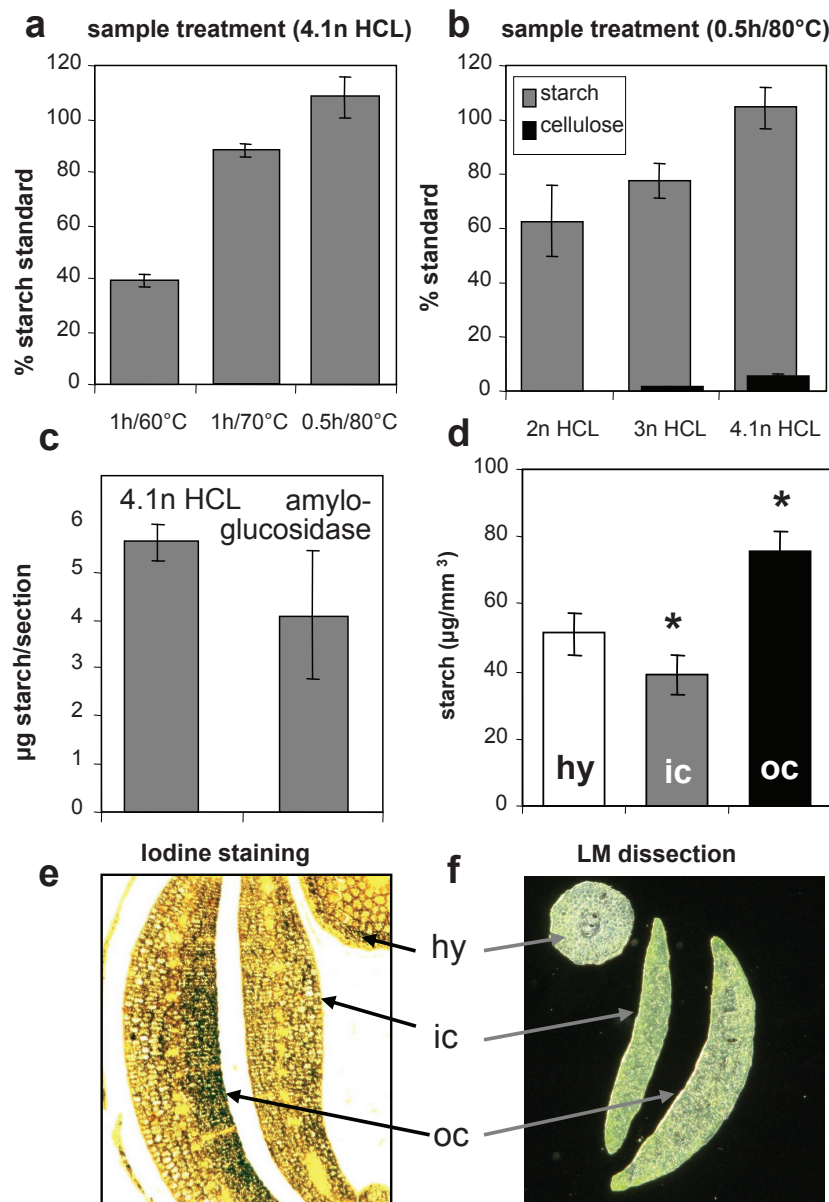 a sample treatment (4.1n HCL)
% starch standard
120
100
80
60
40
20
0
1h/60°C 1h/70°C 0.5h/80°C
b sample treatment (0.5h/80°C)
% standard
120
100
80
60
40
20
0
starch
cellulose
2n HCL 3n HCL 4.1n HCL
c
µg starch/section
6
5
4
3
2
1
0
4.1n HCL amylo-
glucosidase
d
starch (µg/mm 3)
100
80
60
40
20
0
*
*
hy ic oc
Iodine staining
e
LM dissection
f
hy
ic
oc